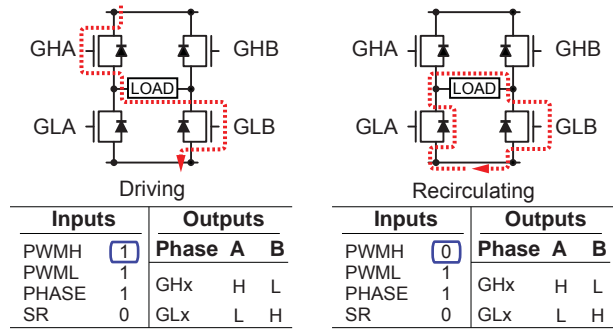 GHA GHB
LOAD
GLA GLB
Driving
Inputs Outputs
PWMH 1 Phase A B
PWML 1
GHx H L
PHASE 1
SR 0 GLx L H
GHA GHB
LOAD
GLA GLB
Recirculating
Inputs Outputs
PWMH 0 Phase A B
PWML 1
GHx H L
PHASE 1
SR 0 GLx L H